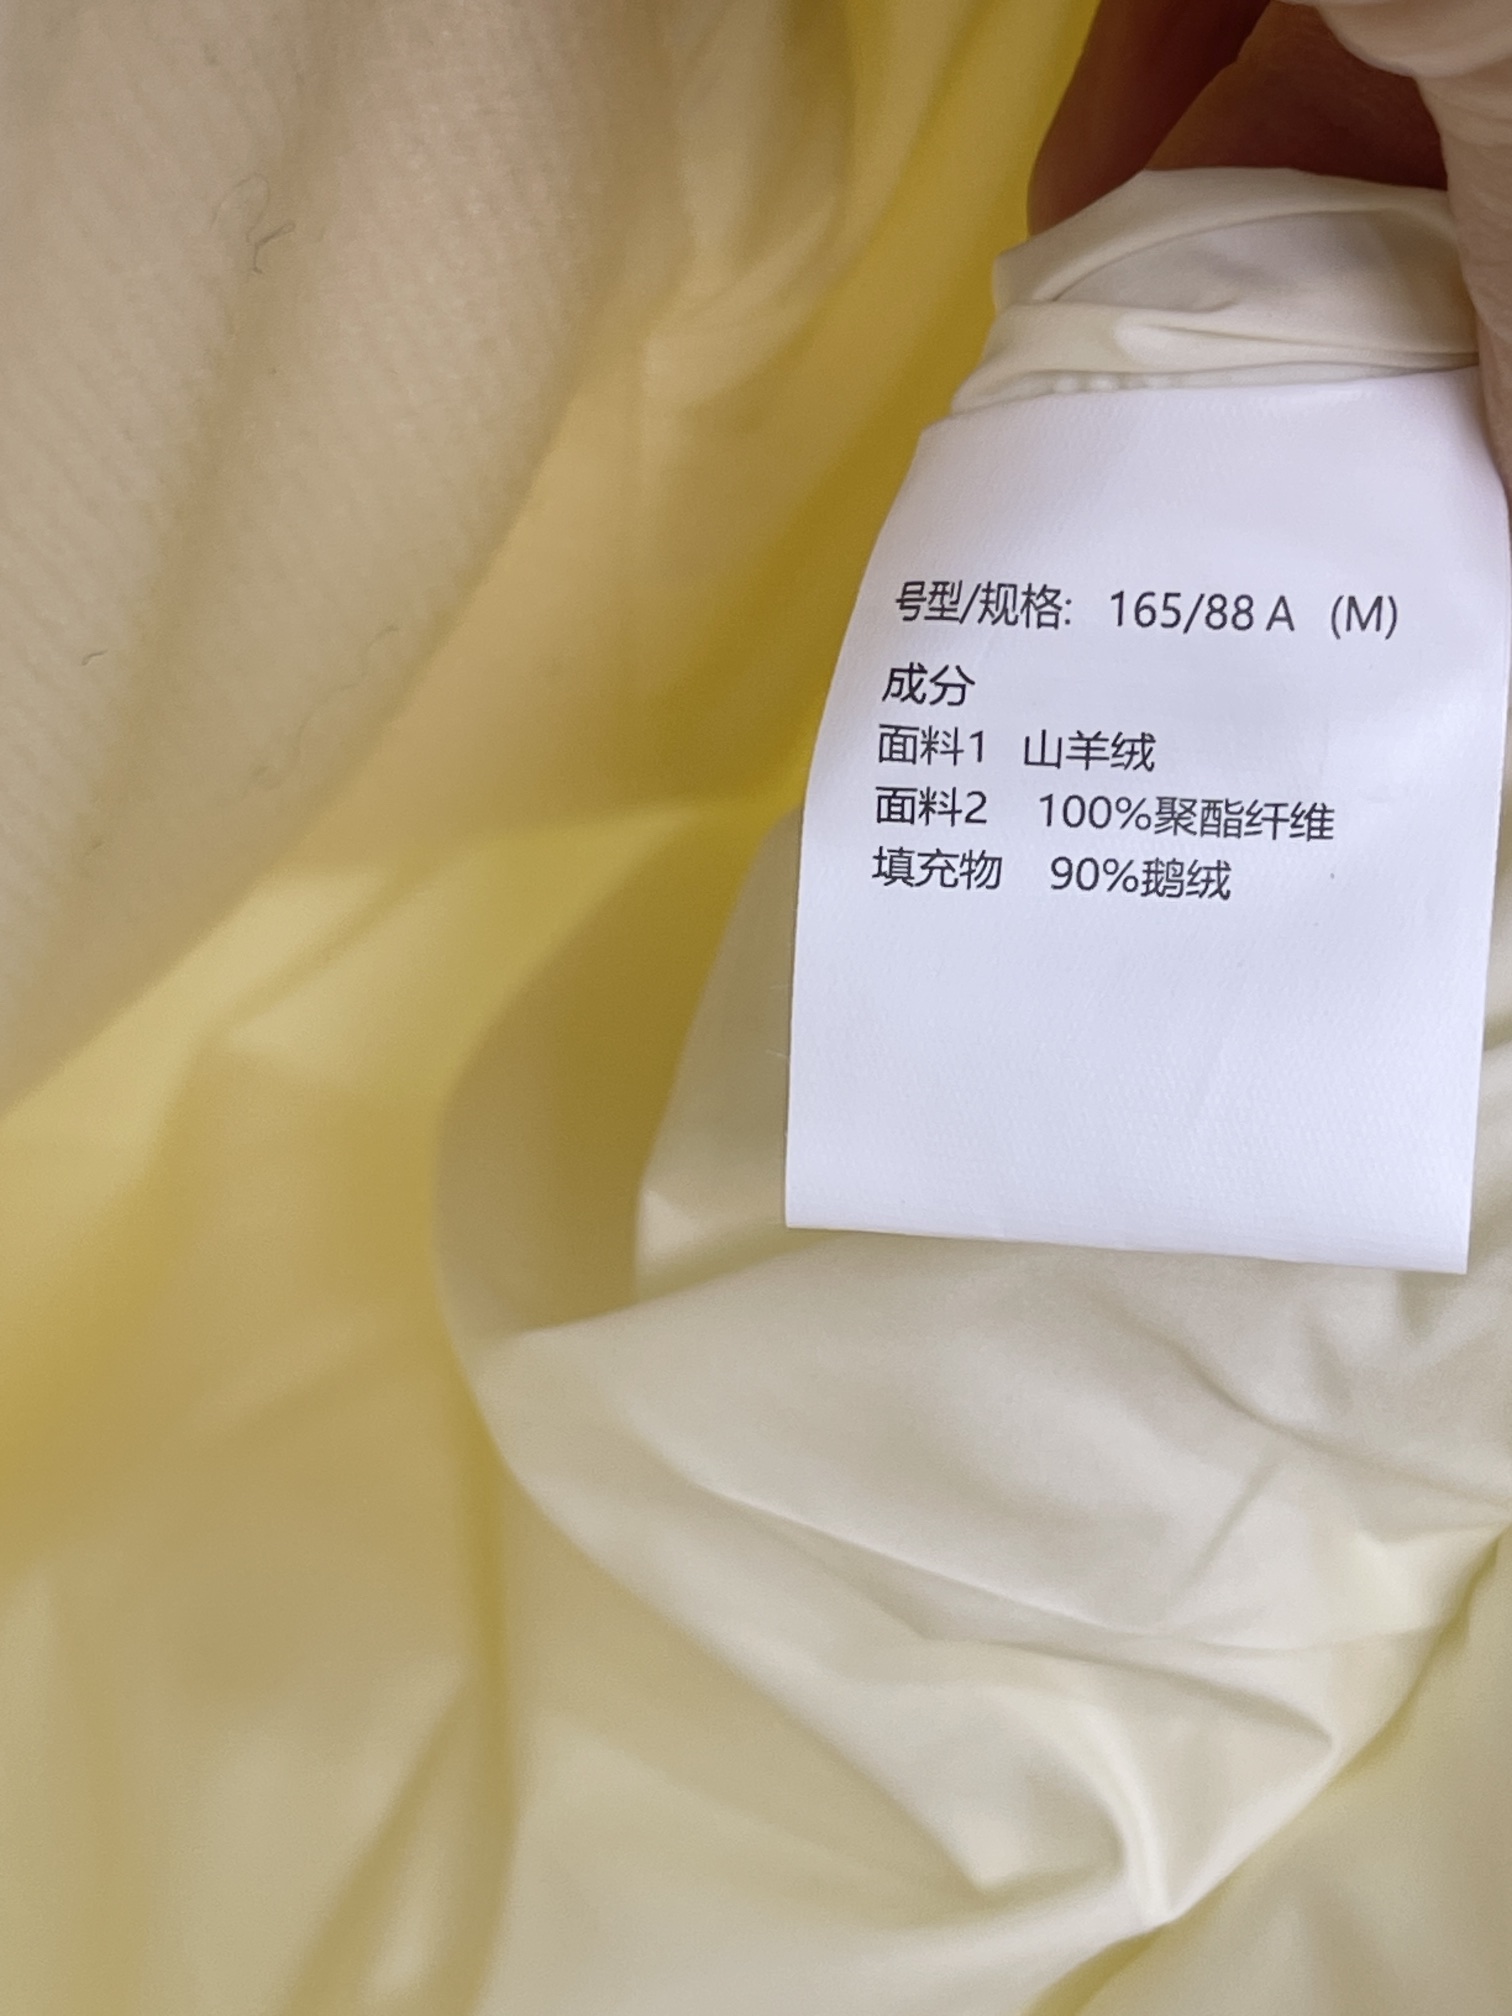 号型/规格: 165/88 A (M)
成分
面料1 山羊绒
面料2 100%聚酯纤维
填充物 90%鹅绒